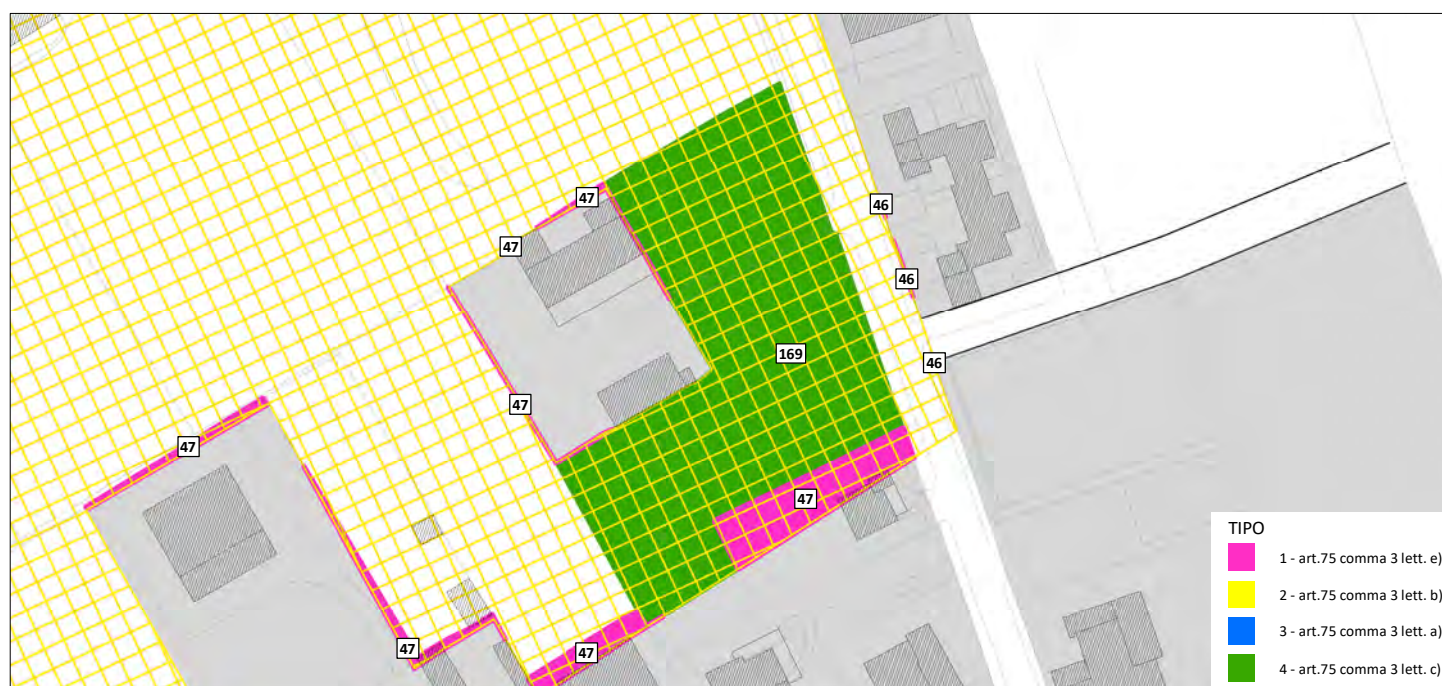 47
46
47
46
169
46
47
47
47
47
47
TIPO
1 - art.75 comma 3 lett. e)
2 - art.75 comma 3 lett. b)
3 - art.75 comma 3 lett. a)
4 - art.75 comma 3 lett. c)